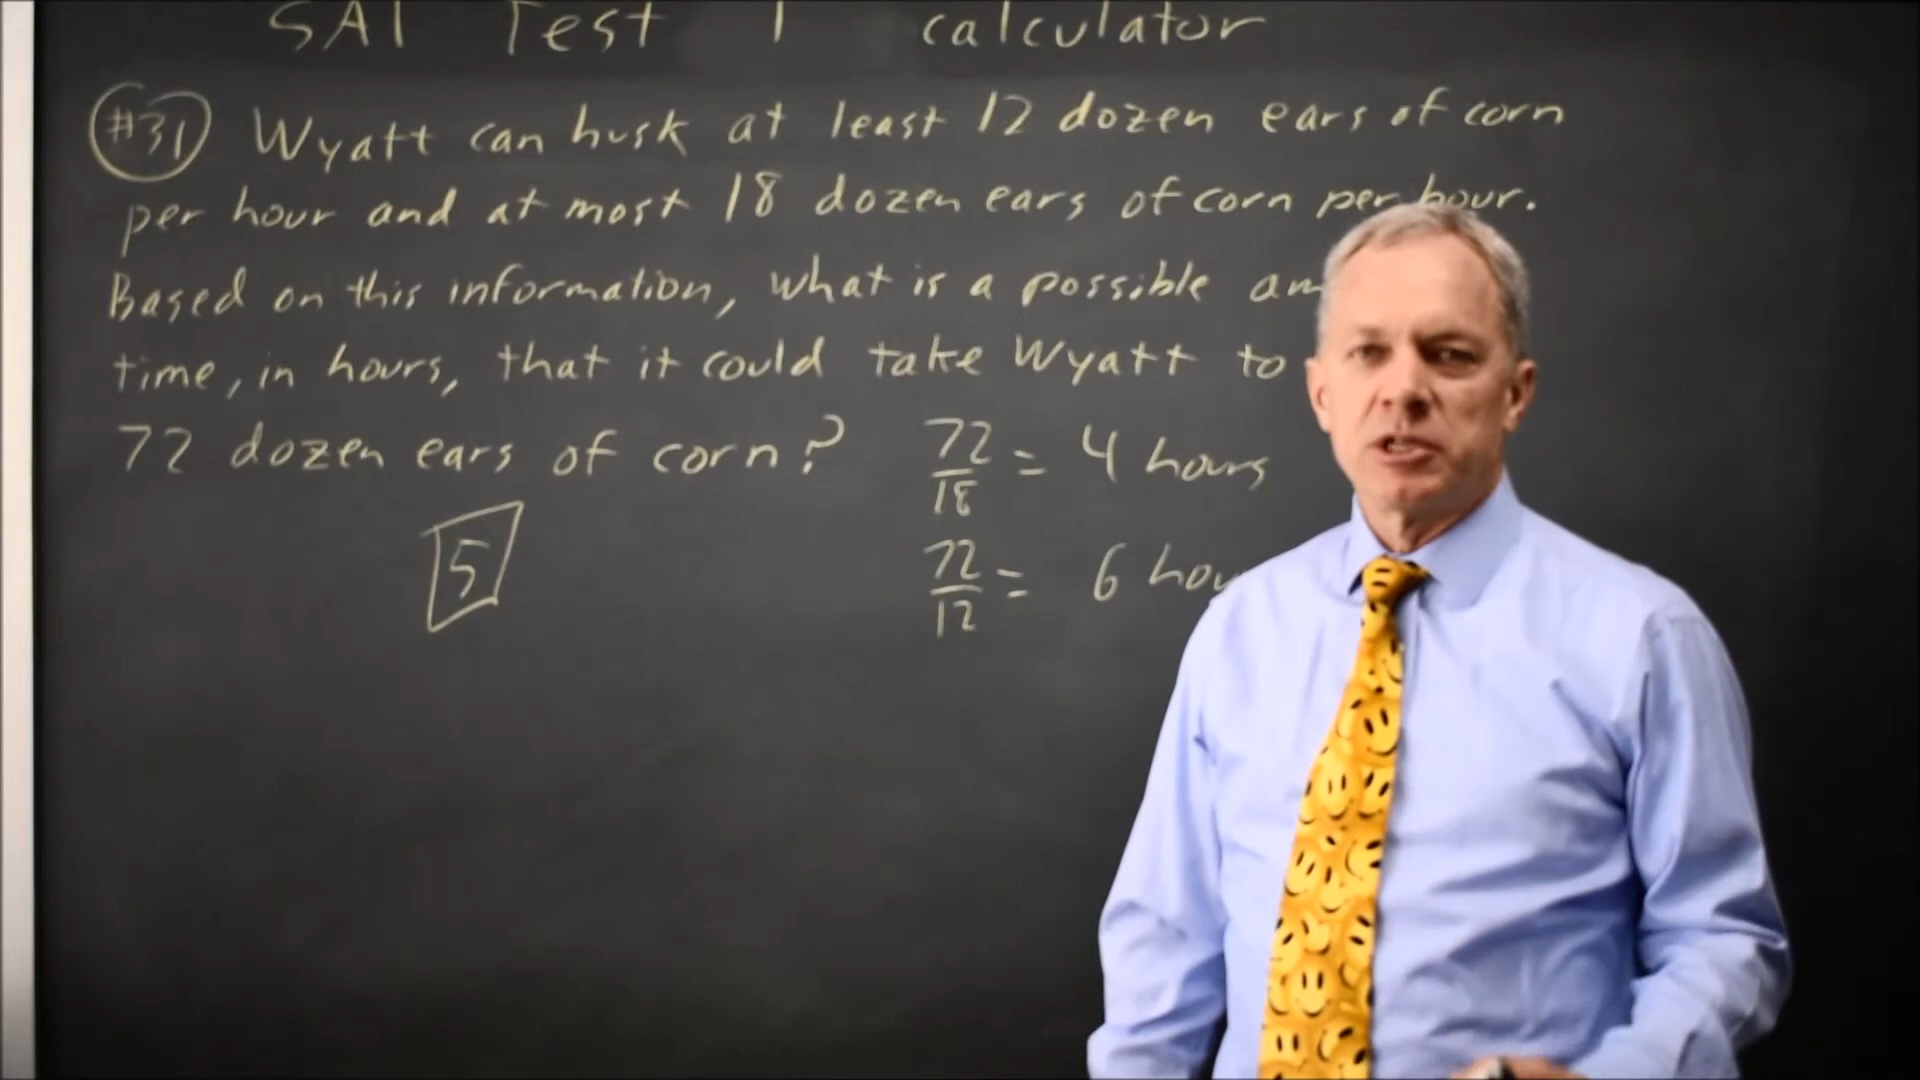 SAT Test 1 calculator
#31 Wyatt can husk at least 12 dozen ears of corn
per hour and at most 18 dozen ears of corn per hour.
Based on this information, what is a possible am
time, in hours, that it could take Wyatt to
72 dozen ears of corn? 72/18 = 4 hours
5 72/12 = 6 hou